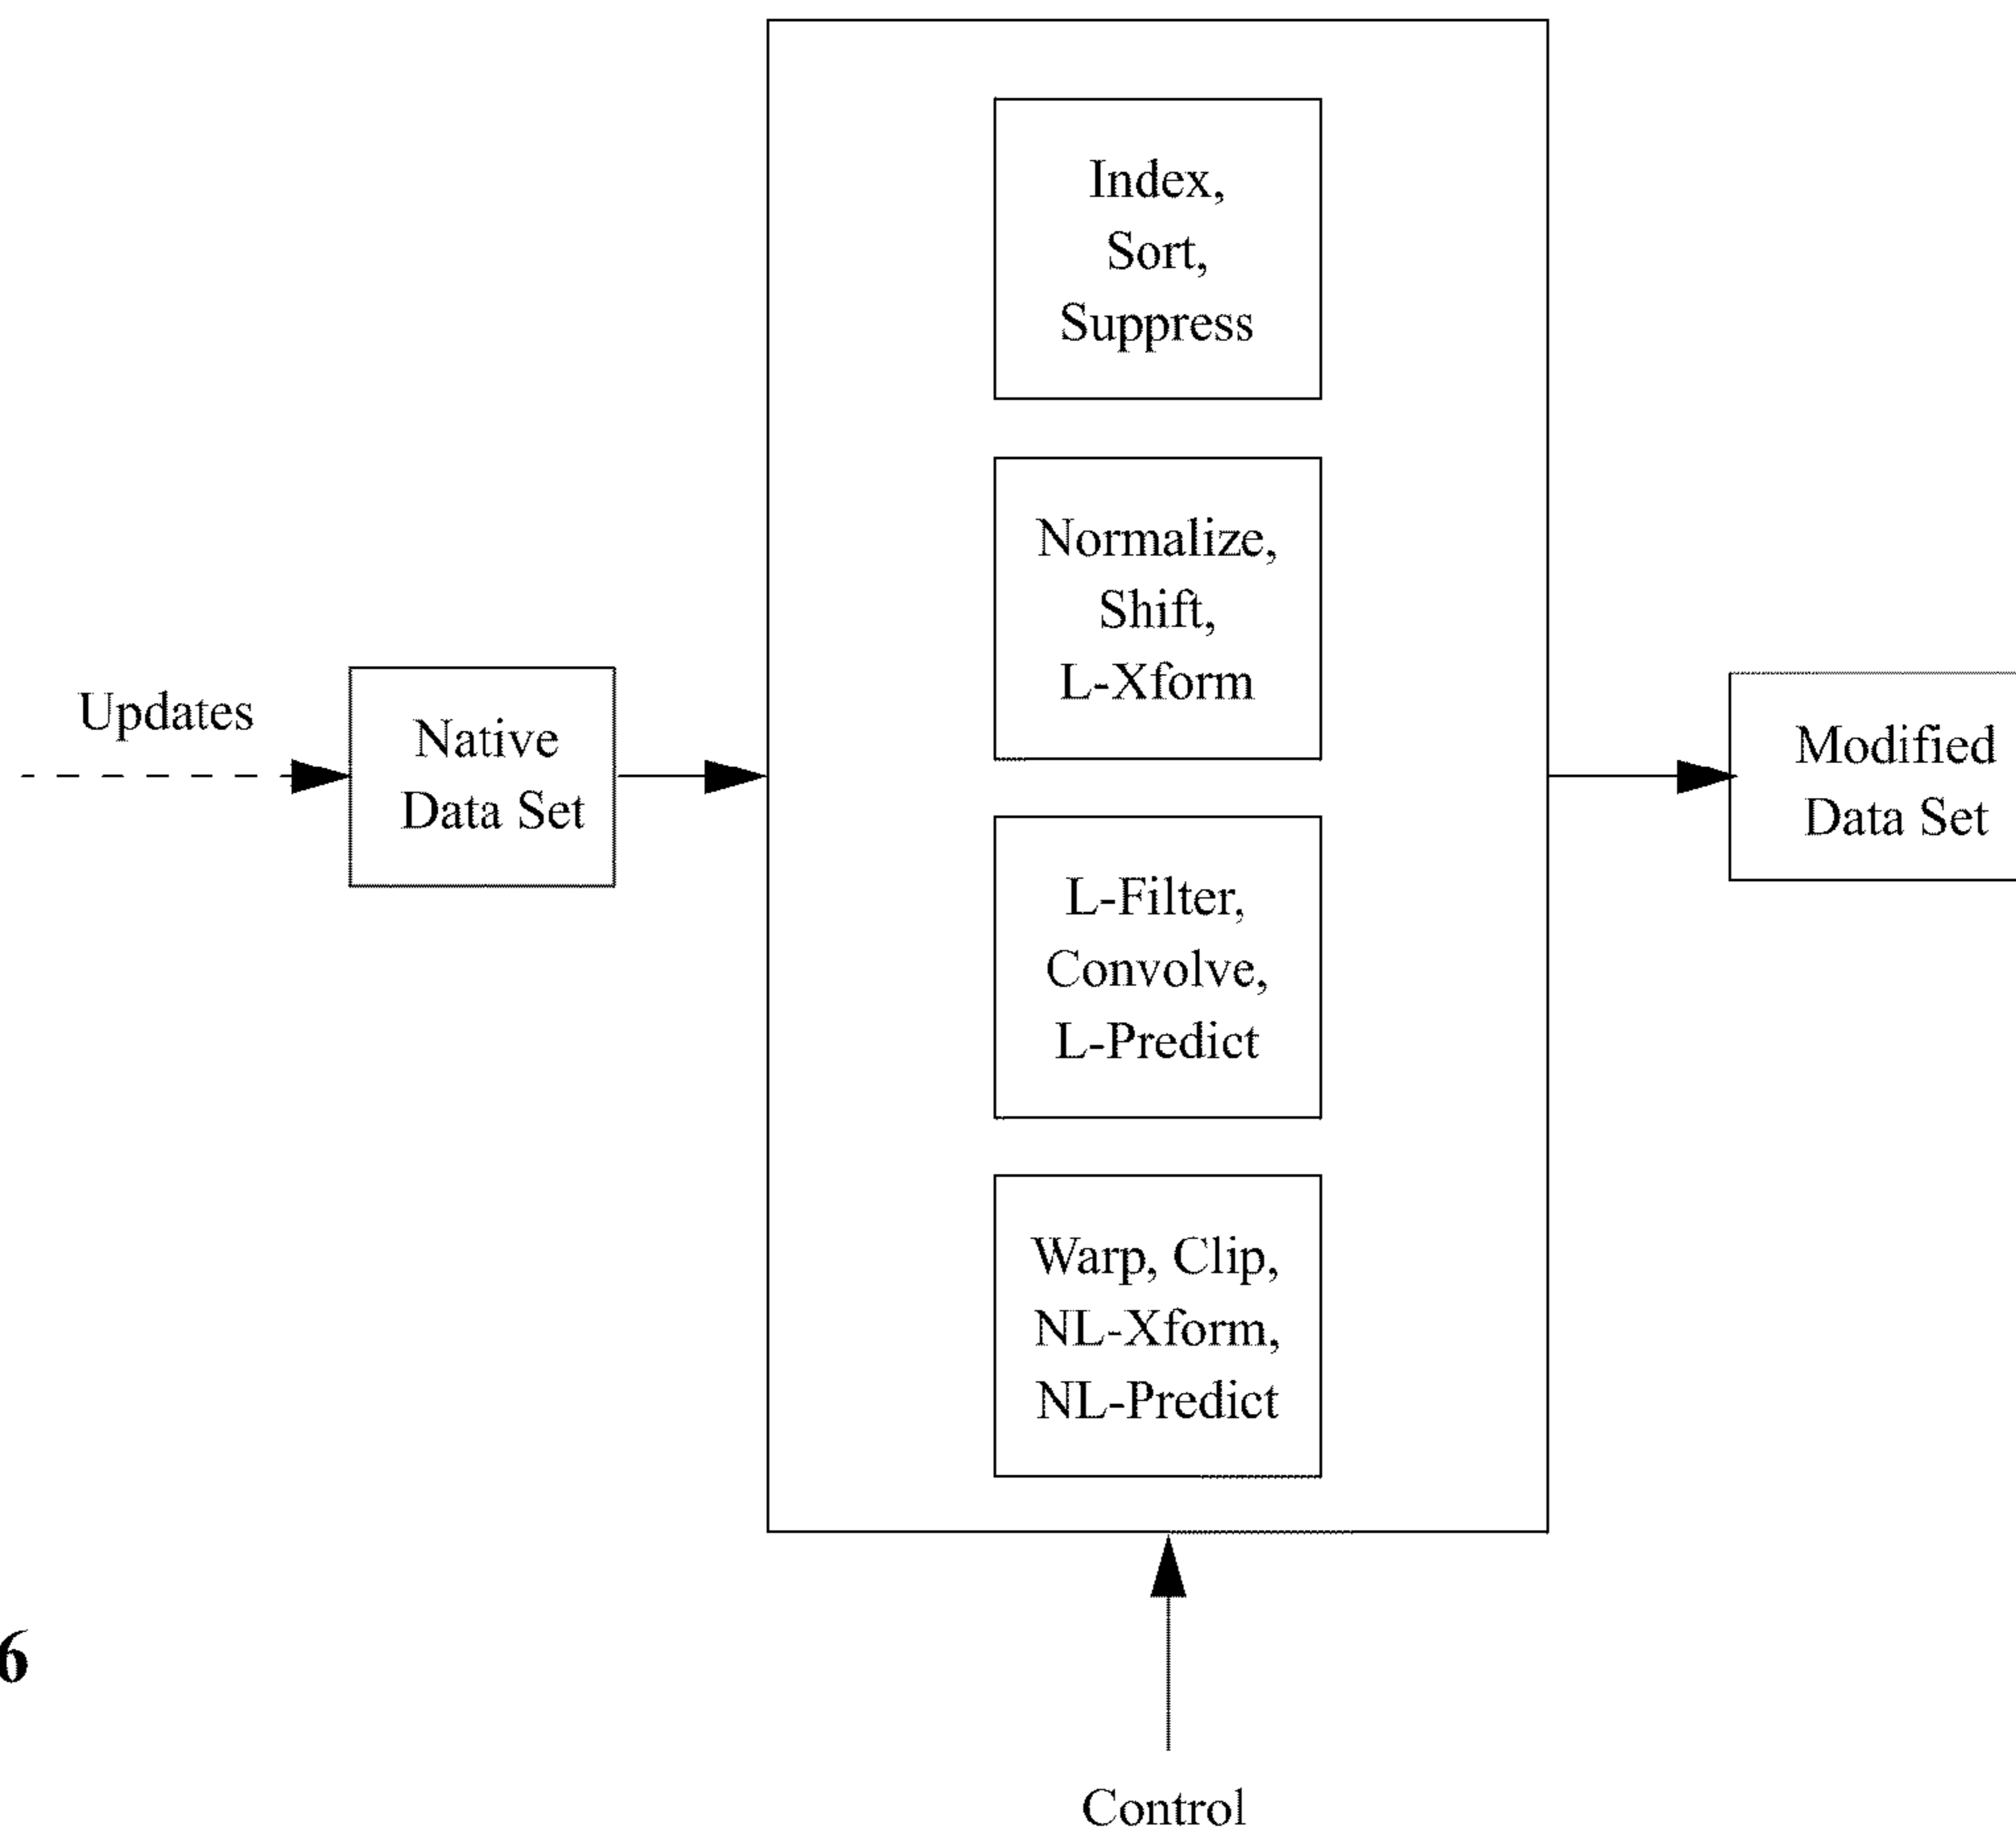 Index,
Sort,
Suppress
Normalize,
Shift,
L-Xform
Updates
Native
Data Set
Modified
Data Set
L-Filter,
Convolve,
L-Predict
Warp, Clip,
NL-Xform,
NL-Predict
6
Control